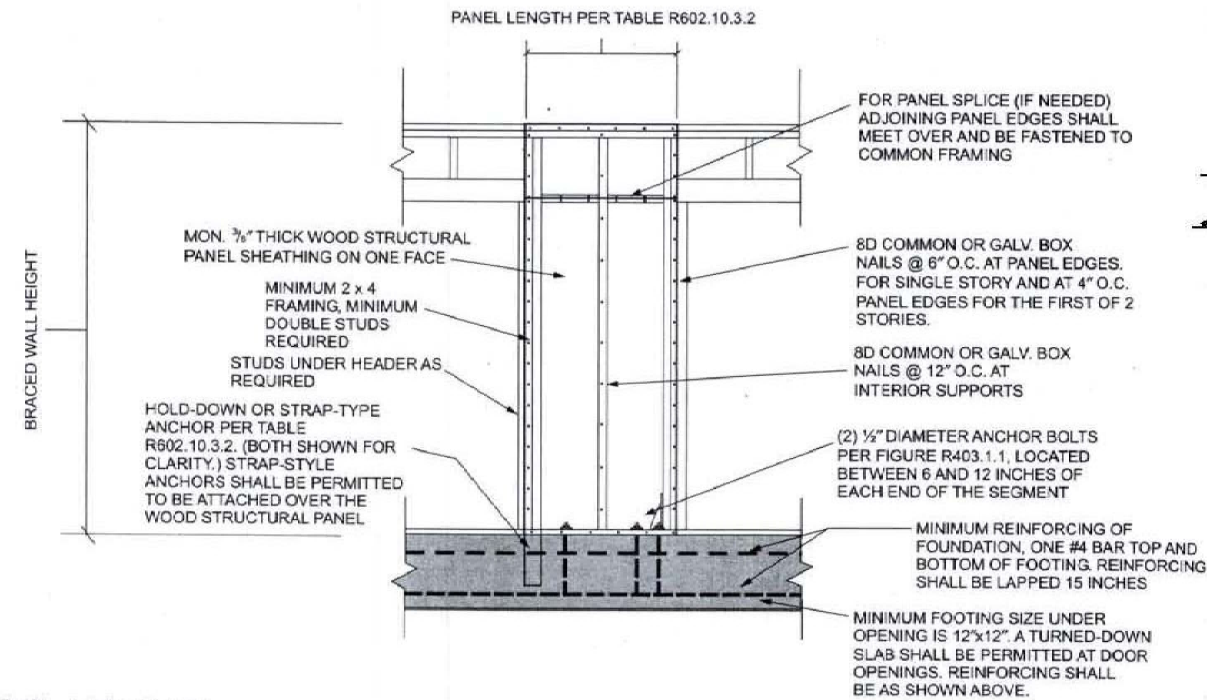 PANEL LENGTH PER TABLE R602.10.3.2
FOR PANEL SPLICE (IF NEEDED)
ADJOINING PANEL EDGES SHALL
MEET OVER AND BE FASTENED TO
COMMON FRAMING
MON. 3/8" THICK WOOD STRUCTURAL
PANEL SHEATHING ON ONE FACE
MINIMUM 2 x 4
FRAMING, MINIMUM
DOUBLE STUDS
REQUIRED
STUDS UNDER HEADER AS
REQUIRED
HOLD-DOWN OR STRAP-TYPE
ANCHOR PER TABLE
R602.10.3.2. (BOTH SHOWN FOR
CLARITY.) STRAP-STYLE
ANCHORS SHALL BE PERMITTED
TO BE ATTACHED OVER THE
WOOD STRUCTURAL PANEL
BRACED WALL HEIGHT
8D COMMON OR GALV. BOX
NAILS @ 6" O.C. AT PANEL EDGES.
FOR SINGLE STORY AND AT 4" O.C.
PANEL EDGES FOR THE FIRST OF 2
STORIES.
8D COMMON OR GALV. BOX
NAILS @ 12" O.C. AT
INTERIOR SUPPORTS
(2) ½" DIAMETER ANCHOR BOLTS
PER FIGURE R403.1.1, LOCATED
BETWEEN 6 AND 12 INCHES OF
EACH END OF THE SEGMENT
MINIMUM REINFORCING OF
FOUNDATION, ONE #4 BAR TOP AND
BOTTOM OF FOOTING. REINFORCING
SHALL BE LAPPED 15 INCHES
MINIMUM FOOTING SIZE UNDER
OPENING IS 12"x12". A TURNED-DOWN
SLAB SHALL BE PERMITTED AT DOOR
OPENINGS. REINFORCING SHALL
BE AS SHOWN ABOVE.